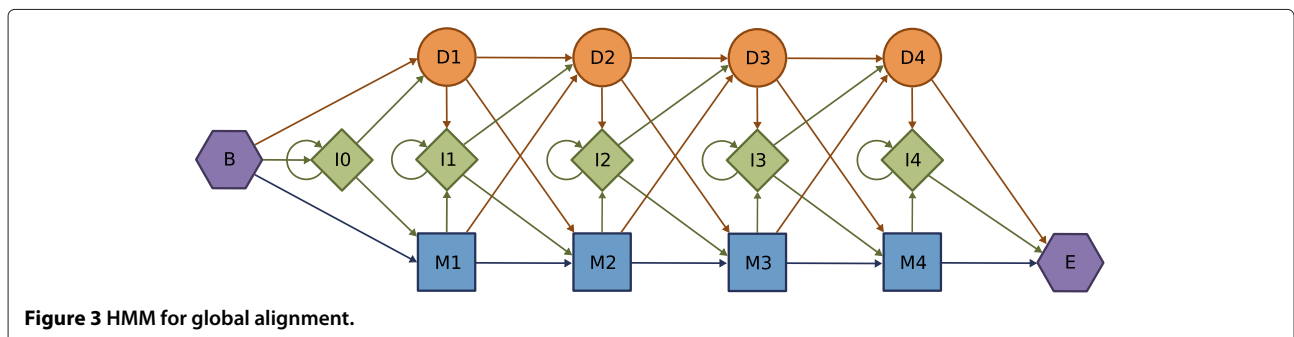 D1 D2 D3 D4
B I0 I1 I2 I3 I4
M1 M2 M3 M4 E
Figure 3 HMM for global alignment.